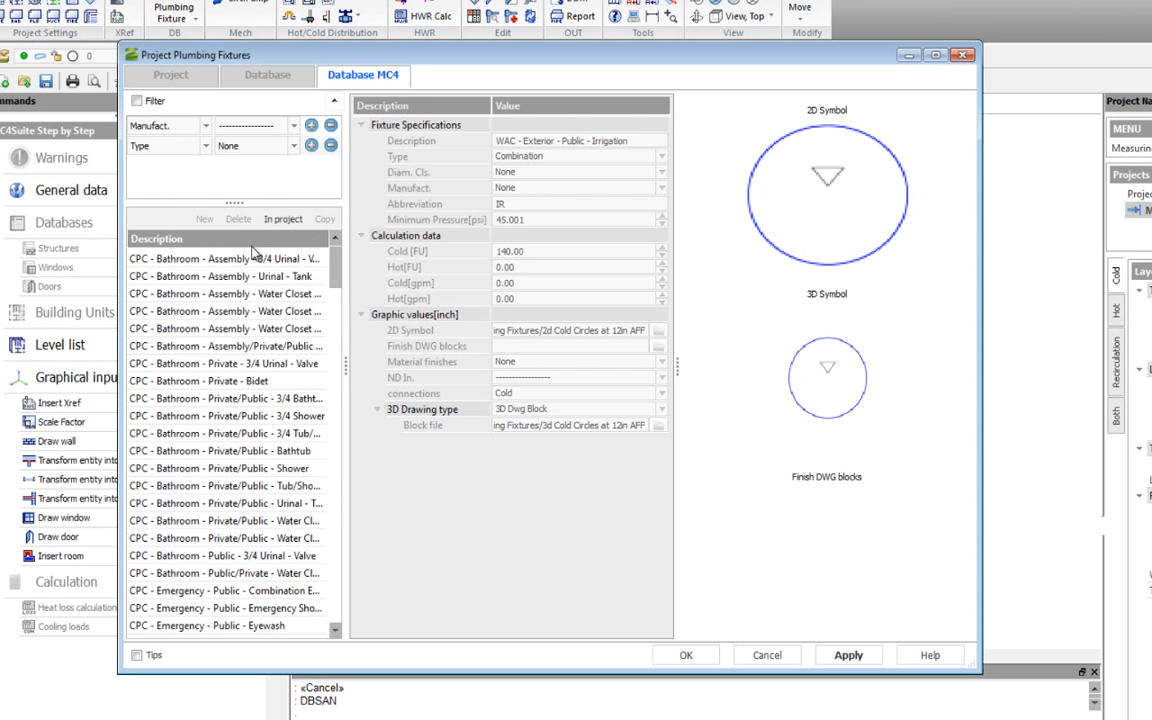 Plumbing
Fixture
HWR Calc
Report
View, Top
Move
Project Settings
XRef
DB
Mech
Hot/Cold Distribution
HWR
Edit
OUT
Tools
View
Modify
0
Project Plumbing Fixtures
Project
Database
Database MC4
Filter
Manufact.
-----------------
Type
None
New
Delete
In project
Copy
Description
CPC - Bathroom - Assembly - 3/4 Urinal - V...
CPC - Bathroom - Assembly - Urinal - Tank
CPC - Bathroom - Assembly - Water Closet ...
CPC - Bathroom - Assembly - Water Closet ...
CPC - Bathroom - Assembly - Water Closet ...
CPC - Bathroom - Assembly/Private/Public ...
CPC - Bathroom - Private - 3/4 Urinal - Valve
CPC - Bathroom - Private - Bidet
CPC - Bathroom - Private/Public - 3/4 Batht...
CPC - Bathroom - Private/Public - 3/4 Shower
CPC - Bathroom - Private/Public - 3/4 Tub/...
CPC - Bathroom - Private/Public - Bathtub
CPC - Bathroom - Private/Public - Shower
CPC - Bathroom - Private/Public - Tub/Sho...
CPC - Bathroom - Private/Public - Urinal - T...
CPC - Bathroom - Private/Public - Water Cl...
CPC - Bathroom - Private/Public - Water Cl...
CPC - Bathroom - Public - 3/4 Urinal - Valve
CPC - Bathroom - Public/Private - Water Cl...
CPC - Emergency - Public - Combination E...
CPC - Emergency - Public - Emergency Sho...
CPC - Emergency - Public - Eyewash
Description
Value
Fixture Specifications
Description
WAC - Exterior - Public - Irrigation
Type
Combination
Diam. Cls.
None
Manufact.
None
Abbreviation
IR
Minimum Pressure[psi]
45.001
Calculation data
Cold [FU]
140.00
Hot[FU]
0.00
Cold[gpm]
0.00
Hot[gpm]
0.00
Graphic values[inch]
2D Symbol
ing Fixtures/2d Cold Circles at 12in AFF
Finish DWG blocks
Material finishes
None
ND In.
-----------------
connections
Cold
3D Drawing type
3D Dwg Block
Block file
ing Fixtures/3d Cold Circles at 12in AFF
2D Symbol
3D Symbol
Finish DWG blocks
Tips
OK
Cancel
Apply
Help
mmands
C4Suite Step by Step
Warnings
General data
Databases
Structures
Windows
Doors
Building Units
Level list
Graphical inpu
Insert Xref
Scale Factor
Draw wall
Transform entity into
Transform entity into
Transform entity into
Draw window
Draw door
Insert room
Calculation
Heat loss calculation
Cooling loads
Project Na
MENU
Measurin
Projects
Proje
M
Laye
Cold
Hot
Recirculation
Both
: «Cancel»
: DBSAN
: